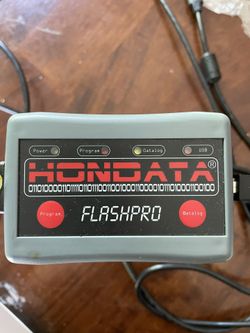 Power Program Datalog USB
HONDATA®
FLASHPRO
Program Datalog